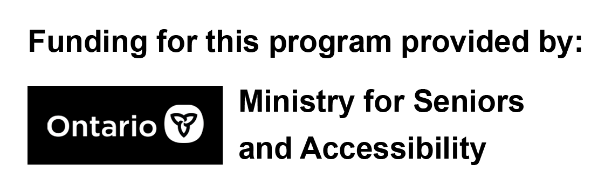 Funding for this program provided by:
Ontario
Ministry for Seniors
and Accessibility